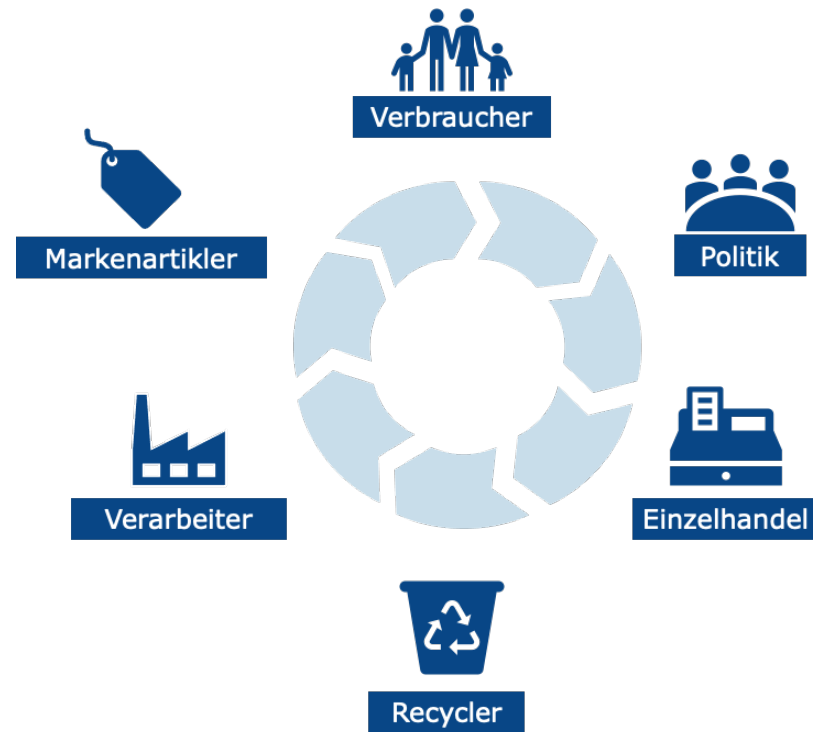 Verbraucher
Markenartikler
Politik
Verarbeiter
Einzelhandel
Recycler